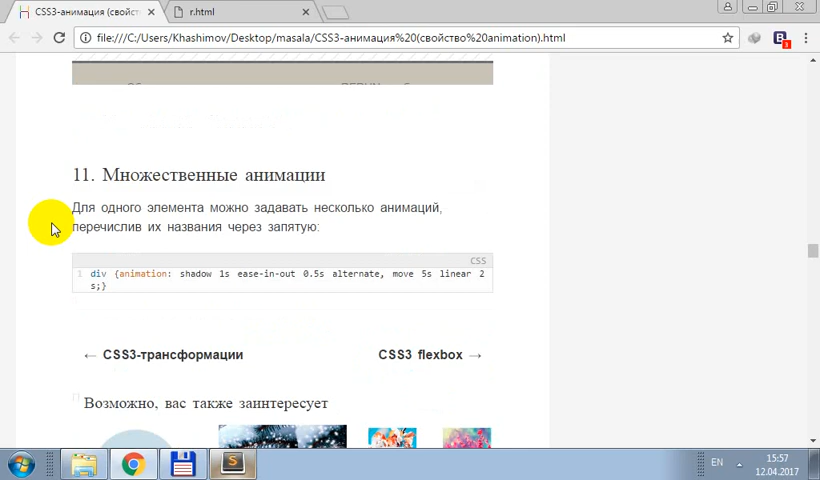 CSS3-анимация (свойст
r.html
file:///C:/Users/Khashimov/Desktop/masala/CSS3-анимация%20(свойство%20animation).html
3
11. Множественные анимации
Для одного элемента можно задавать несколько анимаций,
перечислив их названия через запятую:
CSS
1 div {animation: shadow 1s ease-in-out 0.5s alternate, move 5s linear 2
s;}
← CSS3-трансформации
CSS3 flexbox →
Возможно, вас также заинтересует
EN
15:57
12.04.2017